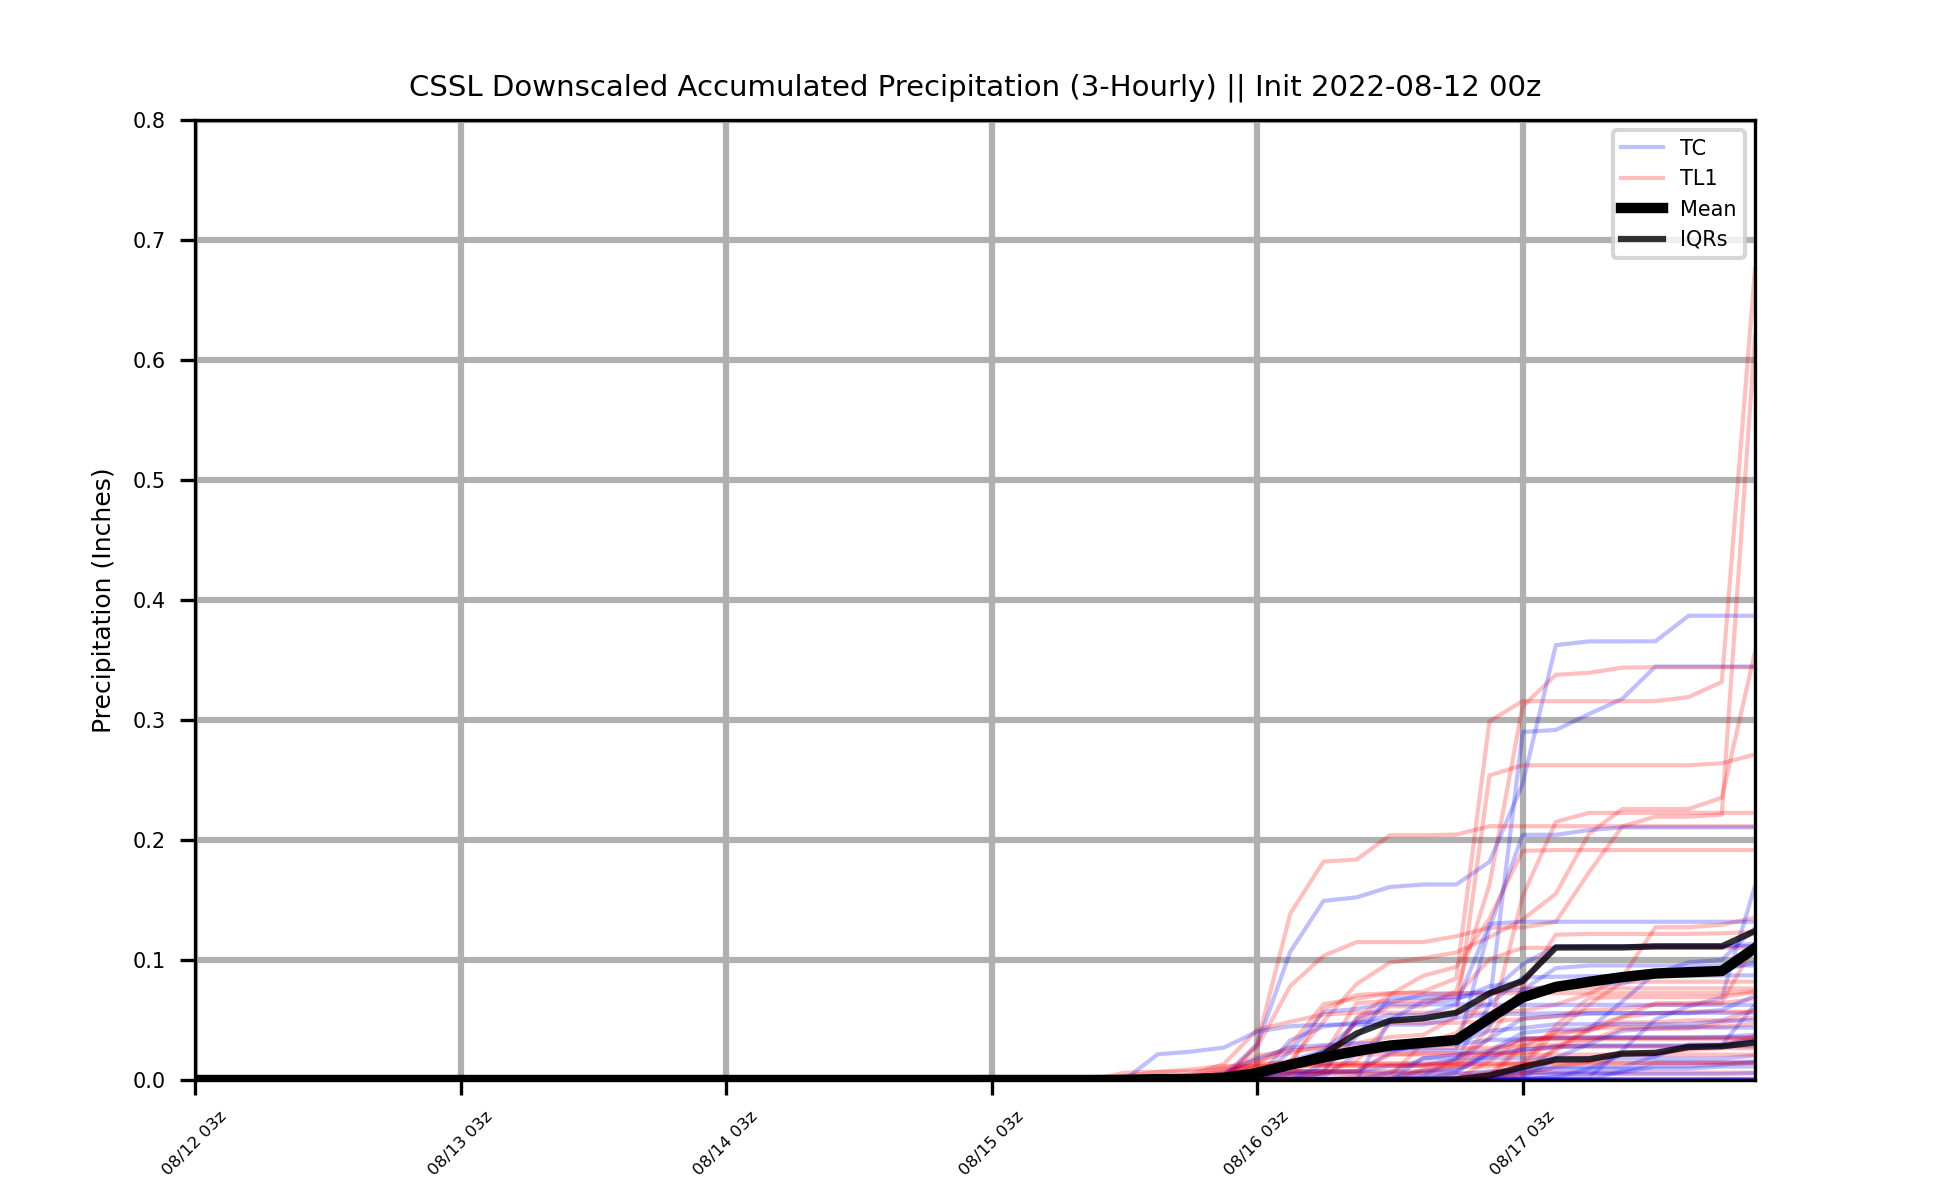 CSSL Downscaled Accumulated Precipitation (3-Hourly) || Init 2022-08-12 00z
Precipitation (Inches)
0.8
0.7
0.6
0.5
0.4
0.3
0.2
0.1
0.0
TC
TL1
Mean
IQRs
08/12 03z
08/13 03z
08/14 03z
08/15 03z
08/16 03z
08/17 03z